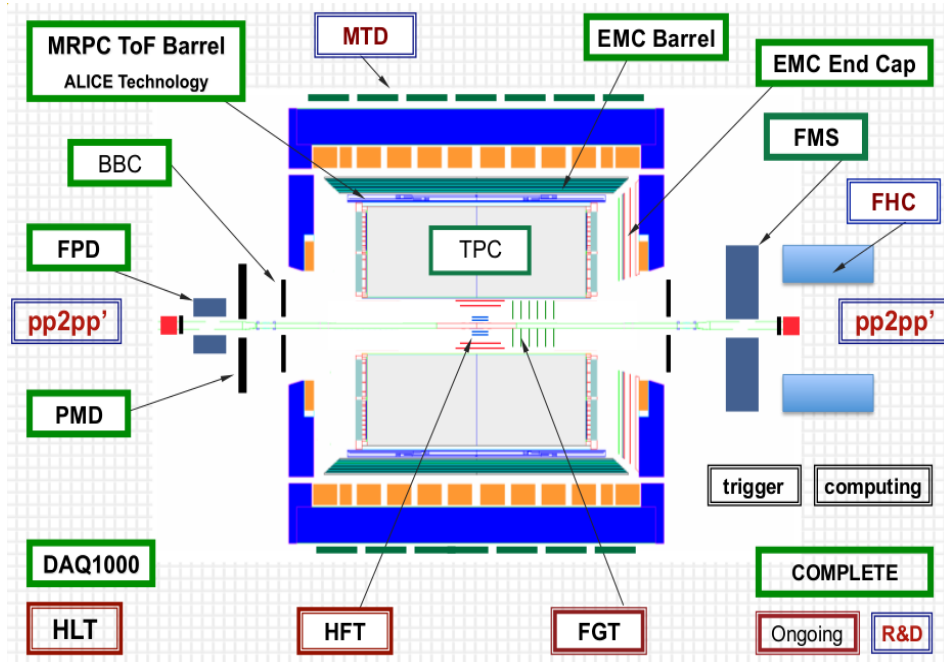 MRPC ToF Barrel
ALICE Technology
MTD
EMC Barrel
EMC End Cap
BBC
FMS
FPD
TPC
FHC
pp2pp’
pp2pp’
PMD
trigger
computing
DAQ1000
COMPLETE
HLT
HFT
FGT
Ongoing
R&D